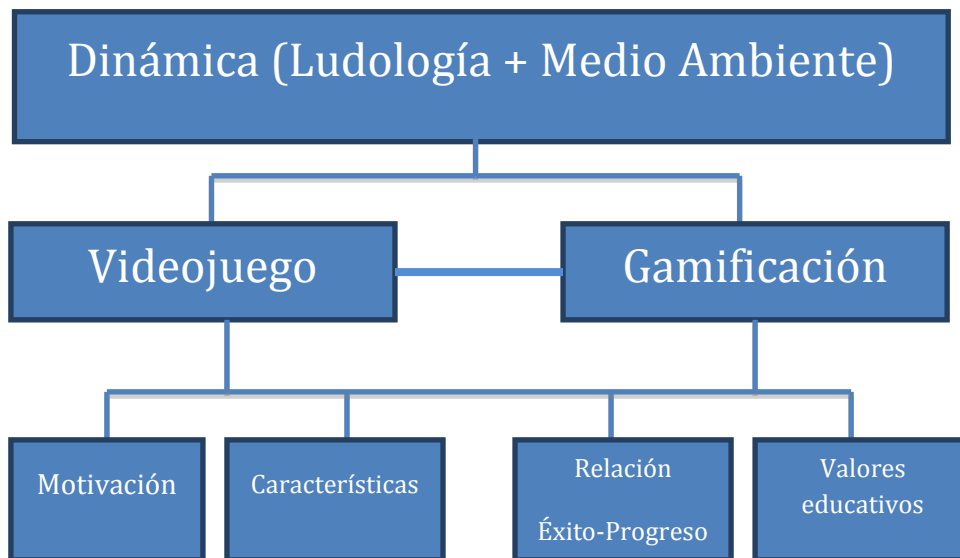 Dinámica (Ludología + Medio Ambiente)
Videojuego
Gamificación
Motivación
Características
Relación
Éxito-Progreso
Valores
educativos